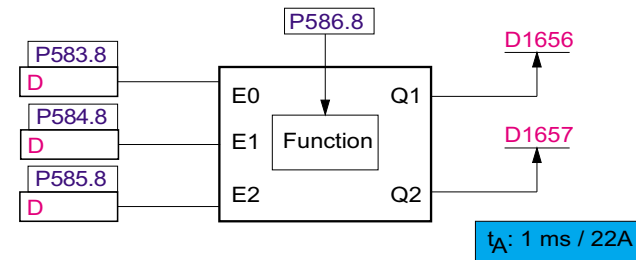 P586.8
D1656
P583.8
D
E0
Q1
P584.8
D
E1
Function
D1657
P585.8
D
E2
Q2
tA: 1 ms / 22A